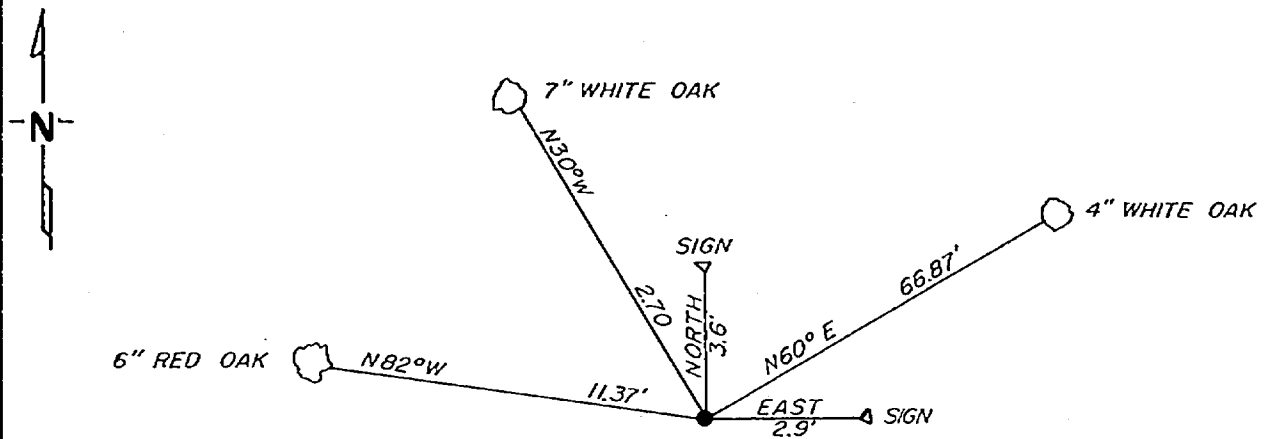 N
7" WHITE OAK
N30°W
2.70
4" WHITE OAK
66.87'
N60° E
SIGN
NORTH
3.6'
6" RED OAK
N82°W
11.37'
EAST
2.9'
SIGN